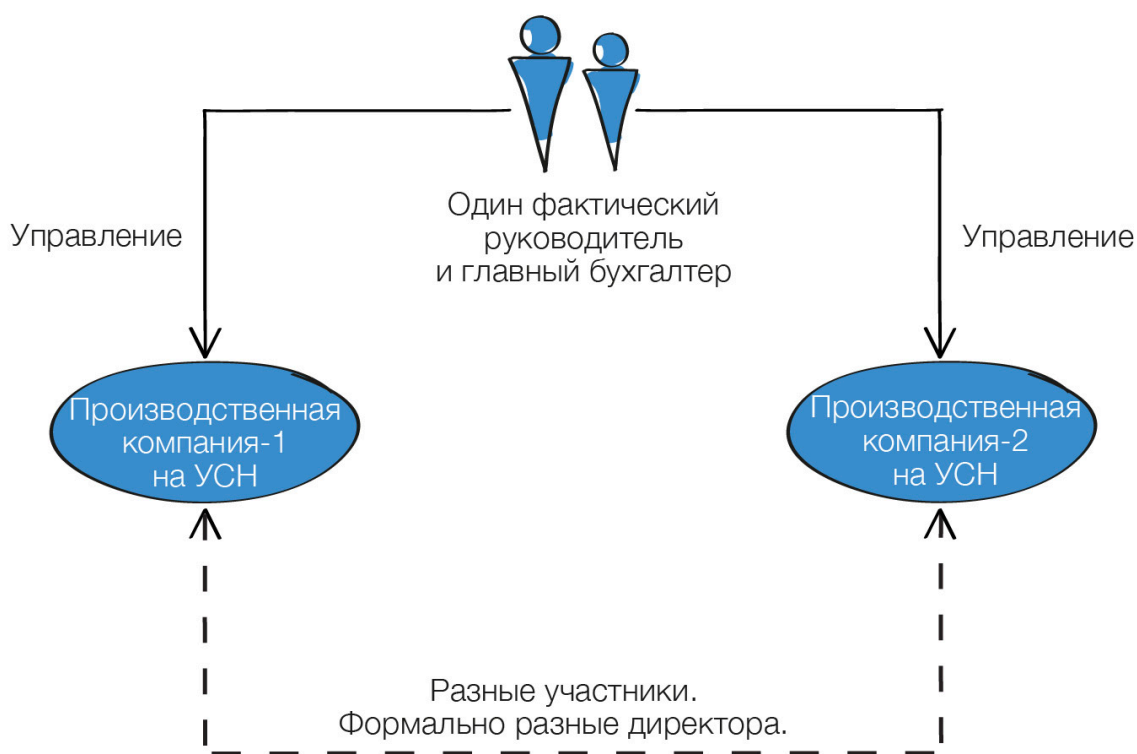 Один фактический
руководитель
и главный бухгалтер
Управление
Управление
Производственная
компания-1
на УСН
Производственная
компания-2
на УСН
Разные участники.
Формально разные директора.